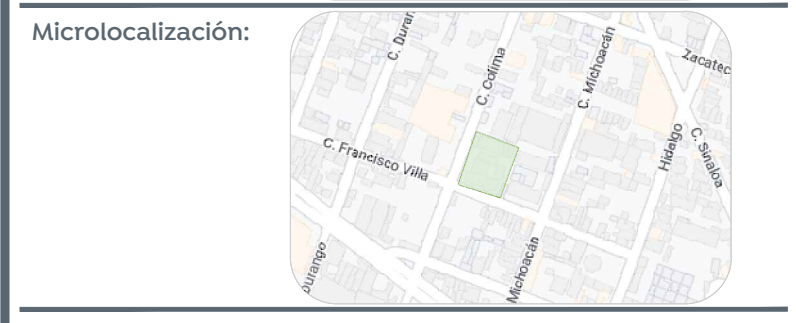 Microlocalización:
C. Duran
C. Colima
C. Michoacán
Zacatec
C. Francisco Villa
Hidalgo
C. Sinaloa
Durango
Michoacán